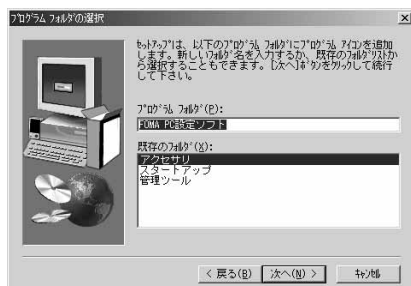 プログラム フォルダの選択
セットアップは、以下のプログラム フォルダにプログラム アイコンを追加
します。新しいフォルダ名を入力するか、既存のフォルダリストか
ら選択することもできます。[次へ]ボタンをクリックして続行
して下さい。
プログラム フォルダ(P):
FOMA PC設定ソフト
既存のフォルダ(X):
アクセサリ
スタートアップ
管理ツール
< 戻る(B)
次へ(N) >
キャンセル